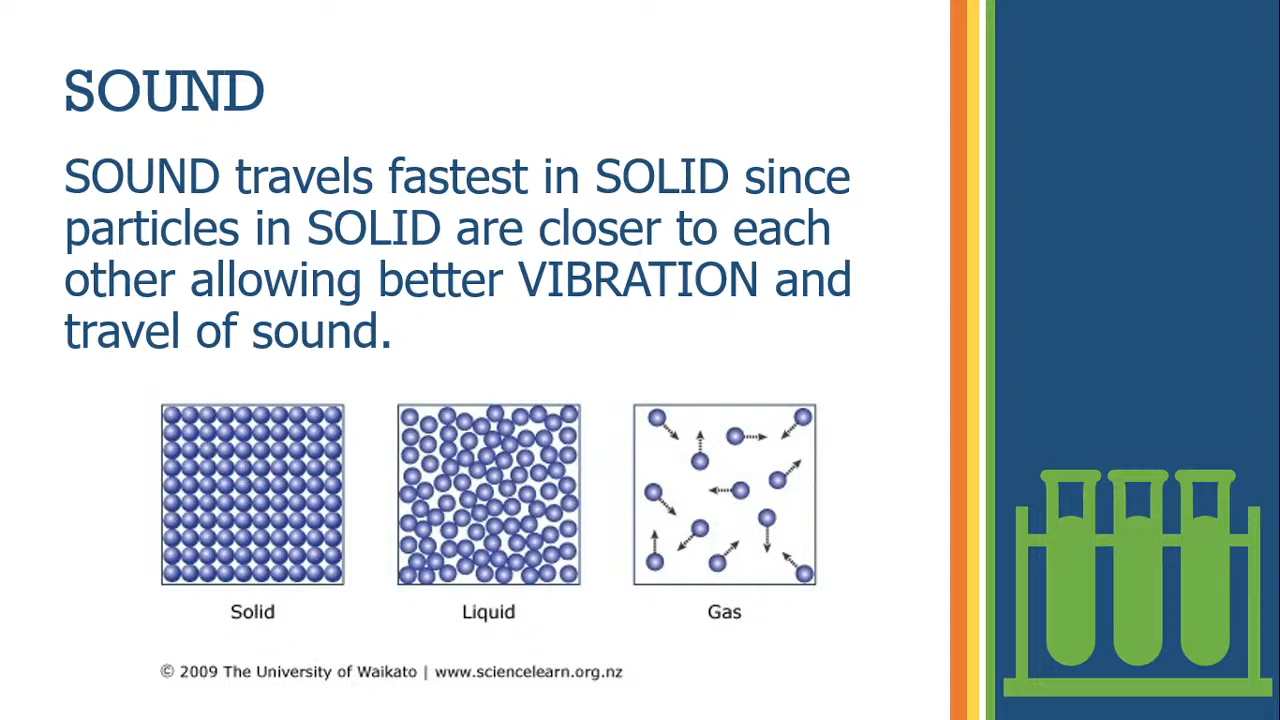 SOUND
SOUND travels fastest in SOLID since
particles in SOLID are closer to each
other allowing better VIBRATION and
travel of sound.
Solid
Liquid
Gas
© 2009 The University of Waikato | www.sciencelearn.org.nz